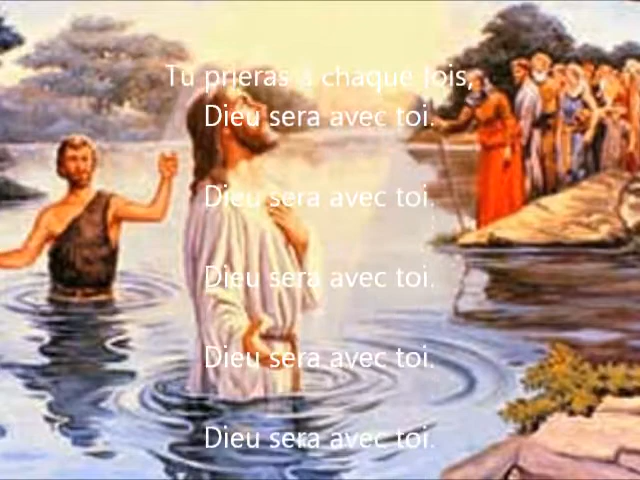 Tu prieras à chaque fois,
Dieu sera avec toi.
Dieu sera avec toi.
Dieu sera avec toi.
Dieu sera avec toi.
Dieu sera avec toi.